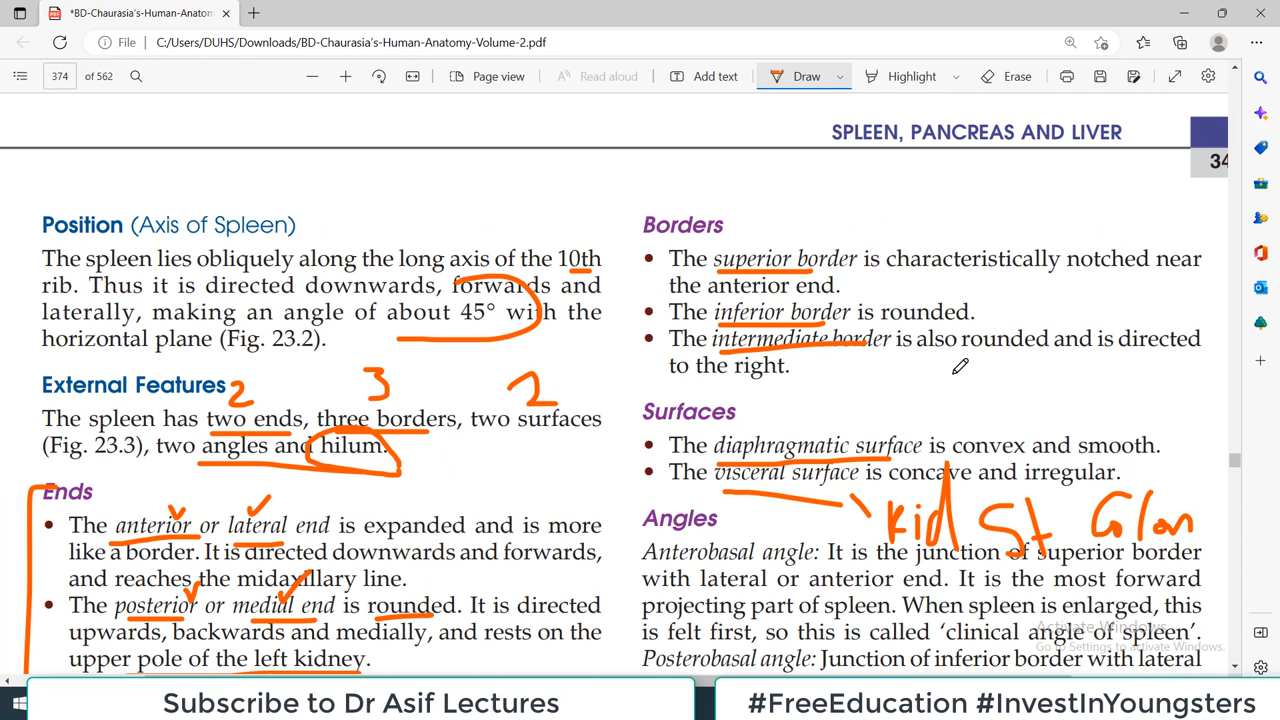 *BD-Chaurasia's-Human-Anatom
File
C:/Users/DUHS/Downloads/BD-Chaurasia's-Human-Anatomy-Volume-2.pdf
374 of 562
Page view
Read aloud
Add text
Draw
Highlight
Erase
SPLEEN, PANCREAS AND LIVER
34
Position (Axis of Spleen)
The spleen lies obliquely along the long axis of the 10th
rib. Thus it is directed downwards, forwards and
laterally, making an angle of about 45° with the
horizontal plane (Fig. 23.2).
External Features
2 3 2
The spleen has two ends, three borders, two surfaces
(Fig. 23.3), two angles and hilum.
Ends
• The anterior or lateral end is expanded and is more
like a border. It is directed downwards and forwards,
and reaches the midaxillary line.
• The posterior or medial end is rounded. It is directed
upwards, backwards and medially, and rests on the
upper pole of the left kidney.
Borders
• The superior border is characteristically notched near
the anterior end.
• The inferior border is rounded.
• The intermediate border is also rounded and is directed
to the right.
Surfaces
• The diaphragmatic surface is convex and smooth.
• The visceral surface is concave and irregular.
Kid St Colon
Angles
Anterobasal angle: It is the junction of superior border
with lateral or anterior end. It is the most forward
projecting part of spleen. When spleen is enlarged, this
is felt first, so this is called ‘clinical angle of spleen’.
Posterobasal angle: Junction of inferior border with lateral
Activate Windows
Go to Settings to activate Windows.
Subscribe to Dr Asif Lectures
#FreeEducation #InvestInYoungsters